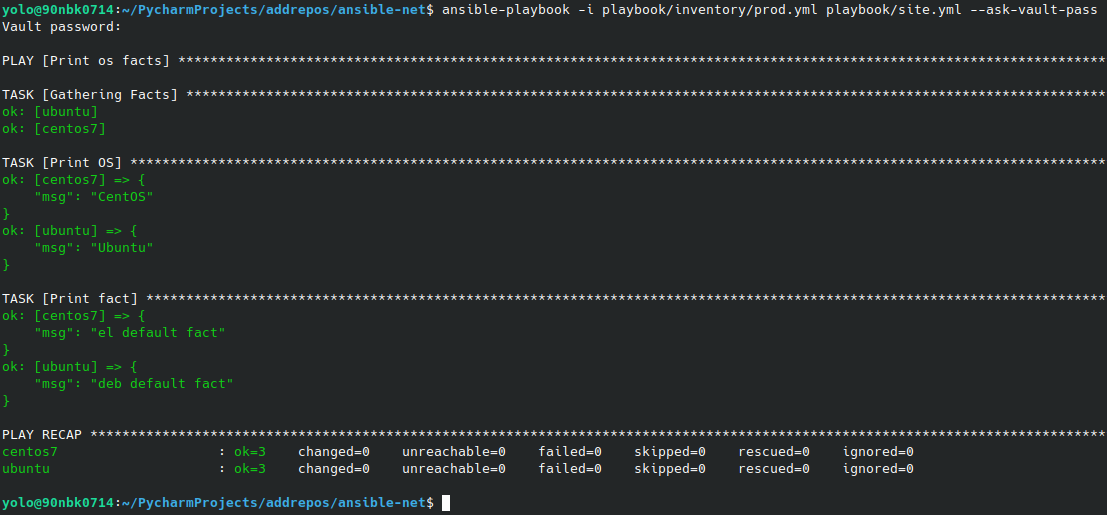 yolo@90nbk0714:~/PycharmProjects/addrepos/ansible-net$ ansible-playbook -i playbook/inventory/prod.yml playbook/site.yml --ask-vault-pass
Vault password:
PLAY [Print os facts] ********************************************************************************************************************
TASK [Gathering Facts] *******************************************************************************************************************
ok: [ubuntu]
ok: [centos7]
TASK [Print OS] **************************************************************************************************************************
ok: [centos7] => {
    "msg": "CentOS"
}
ok: [ubuntu] => {
    "msg": "Ubuntu"
}
TASK [Print fact] ************************************************************************************************************************
ok: [centos7] => {
    "msg": "el default fact"
}
ok: [ubuntu] => {
    "msg": "deb default fact"
}
PLAY RECAP *******************************************************************************************************************************
centos7                    : ok=3    changed=0    unreachable=0    failed=0    skipped=0    rescued=0    ignored=0
ubuntu                     : ok=3    changed=0    unreachable=0    failed=0    skipped=0    rescued=0    ignored=0
yolo@90nbk0714:~/PycharmProjects/addrepos/ansible-net$